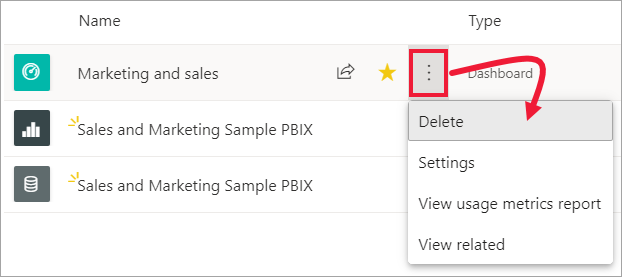 Name Type
Marketing and sales Dashboard
Sales and Marketing Sample PBIX
Sales and Marketing Sample PBIX
Delete
Settings
View usage metrics report
View related